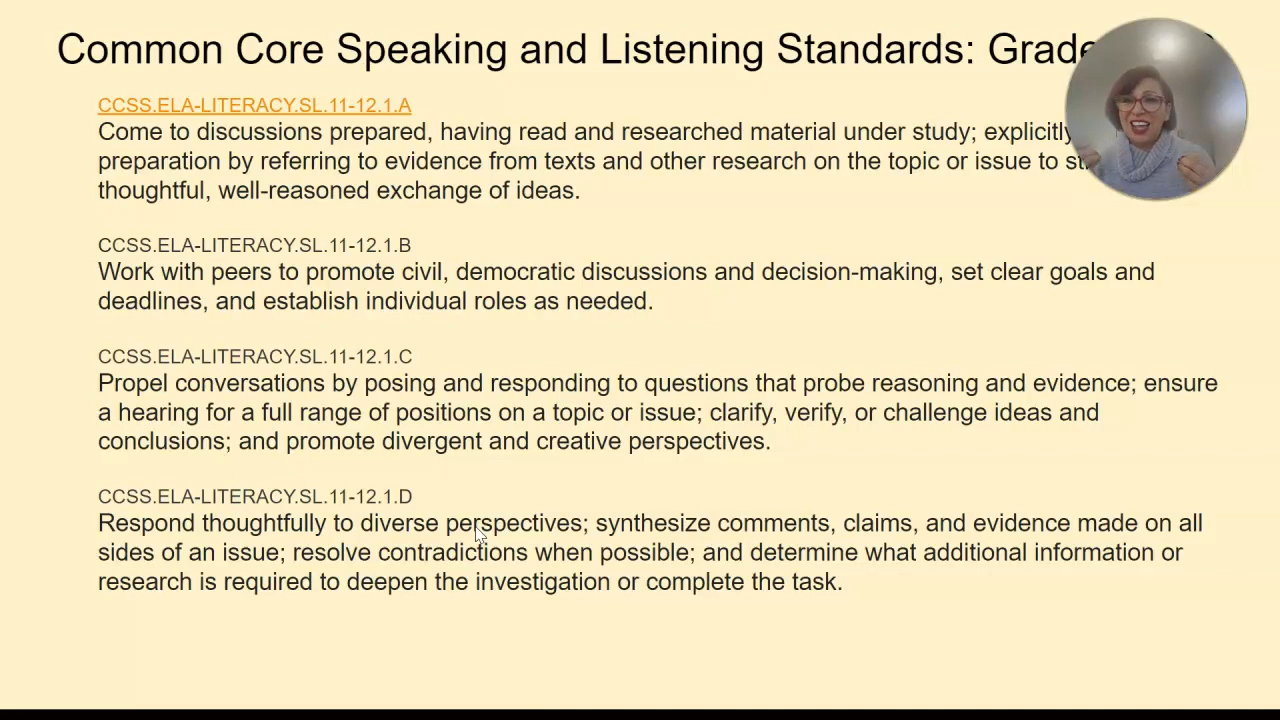 Common Core Speaking and Listening Standards: Grade
CCSS.ELA-LITERACY.SL.11-12.1.A
Come to discussions prepared, having read and researched material under study; explicitly
preparation by referring to evidence from texts and other research on the topic or issue to
thoughtful, well-reasoned exchange of ideas.
CCSS.ELA-LITERACY.SL.11-12.1.B
Work with peers to promote civil, democratic discussions and decision-making, set clear goals and
deadlines, and establish individual roles as needed.
CCSS.ELA-LITERACY.SL.11-12.1.C
Propel conversations by posing and responding to questions that probe reasoning and evidence; ensure
a hearing for a full range of positions on a topic or issue; clarify, verify, or challenge ideas and
conclusions; and promote divergent and creative perspectives.
CCSS.ELA-LITERACY.SL.11-12.1.D
Respond thoughtfully to diverse perspectives; synthesize comments, claims, and evidence made on all
sides of an issue; resolve contradictions when possible; and determine what additional information or
research is required to deepen the investigation or complete the task.